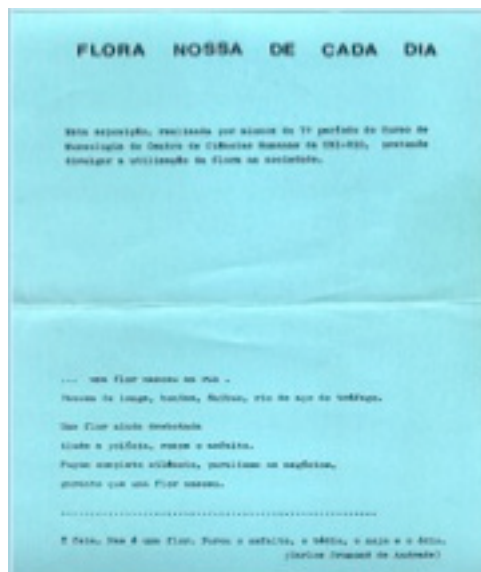 FLORA NOSSA DE CADA DIA
Esta exposição, realizada por alunos do 7º período do Curso de
Museologia do Centro de Ciências Humanas da UNI-RIO, pretende
divulgar a utilização da flora na sociedade.
... uma flor nasceu na rua .
Passem de longe, bondes, ônibus, rio de aço do tráfego.
Uma flor ainda desbotada
ilude a polícia, rompe o asfalto.
Façam completo silêncio, paralisem os negócios,
garanto que uma flor nasceu.
É feia. Mas é uma flor. Furou o asfalto, o tédio, o nojo e o ódio.
(Carlos Drumond de Andrade)